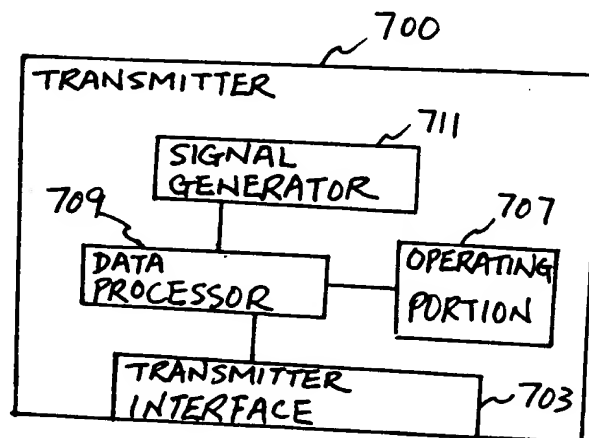 700
TRANSMITTER
711
SIGNAL
GENERATOR
709
707
DATA
PROCESSOR
OPERATING
PORTION
TRANSMITTER
INTERFACE
703